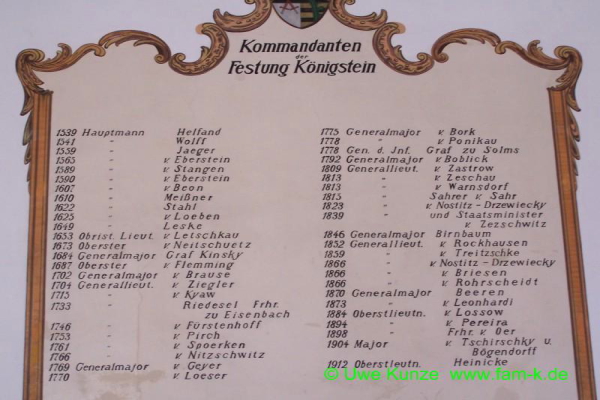 Kommandanten
der
Festung Königstein
1539 Hauptmann Helfand
1541 " Wolff
1559 " Jaeger
1565 " v Eberstein
1589 " v Stangen
1590 " v Eberstein
1607 " v Beon
1610 " Meißner
1622 " Stahl
1625 " v Loeben
1649 " Leske
1653 Obrist. Lieut. v Letschkau
1673 Oberster v Neitschuetz
1684 Generalmajor Graf Kinsky
1687 Oberster v Flemming
1702 Generalmajor v Brause
1704 Generallieut. v Ziegler
1715 " v Kyaw
1733 " Riedesel Frhr.
zu Eisenbach
1746 " v Fürstenhoff
1753 " v Pirch
1761 " v Spoerken
1766 " v Nitzschwitz
1769 Generalmajor v Geyer
1770 " v Loeser
1775 Generalmajor v Bork
1778 " v Ponikau
1778 Gen. d. Jnf. Graf zu Solms
1792 Generalmajor v Boblick
1809 Generallieut. v Zastrow
1813 " v Zeschau
1813 " v Warnsdorf
1815 " Sahrer v Sahr
1823 " v Nostitz - Drzewiecky
1839 " und Staatsminister
v Zezschwitz
1846 Generalmajor Birnbaum
1852 Generallieut. v Rockhausen
1859 " v Treitzschke
1866 " v Nostitz - Drzewiecky
1866 " v Briesen
1866 " v Rohrscheidt
1870 Generalmajor Beeren
1873 " v Leonhardi
1884 Oberstlieutn. v Lossow
1894 " v Pereira
1898 " Frhr. v Oer
1904 Major v Tschirschky u
Bögendorff
1912 Oberstleutn. Heinicke
© Uwe Kunze www.fam-k.de